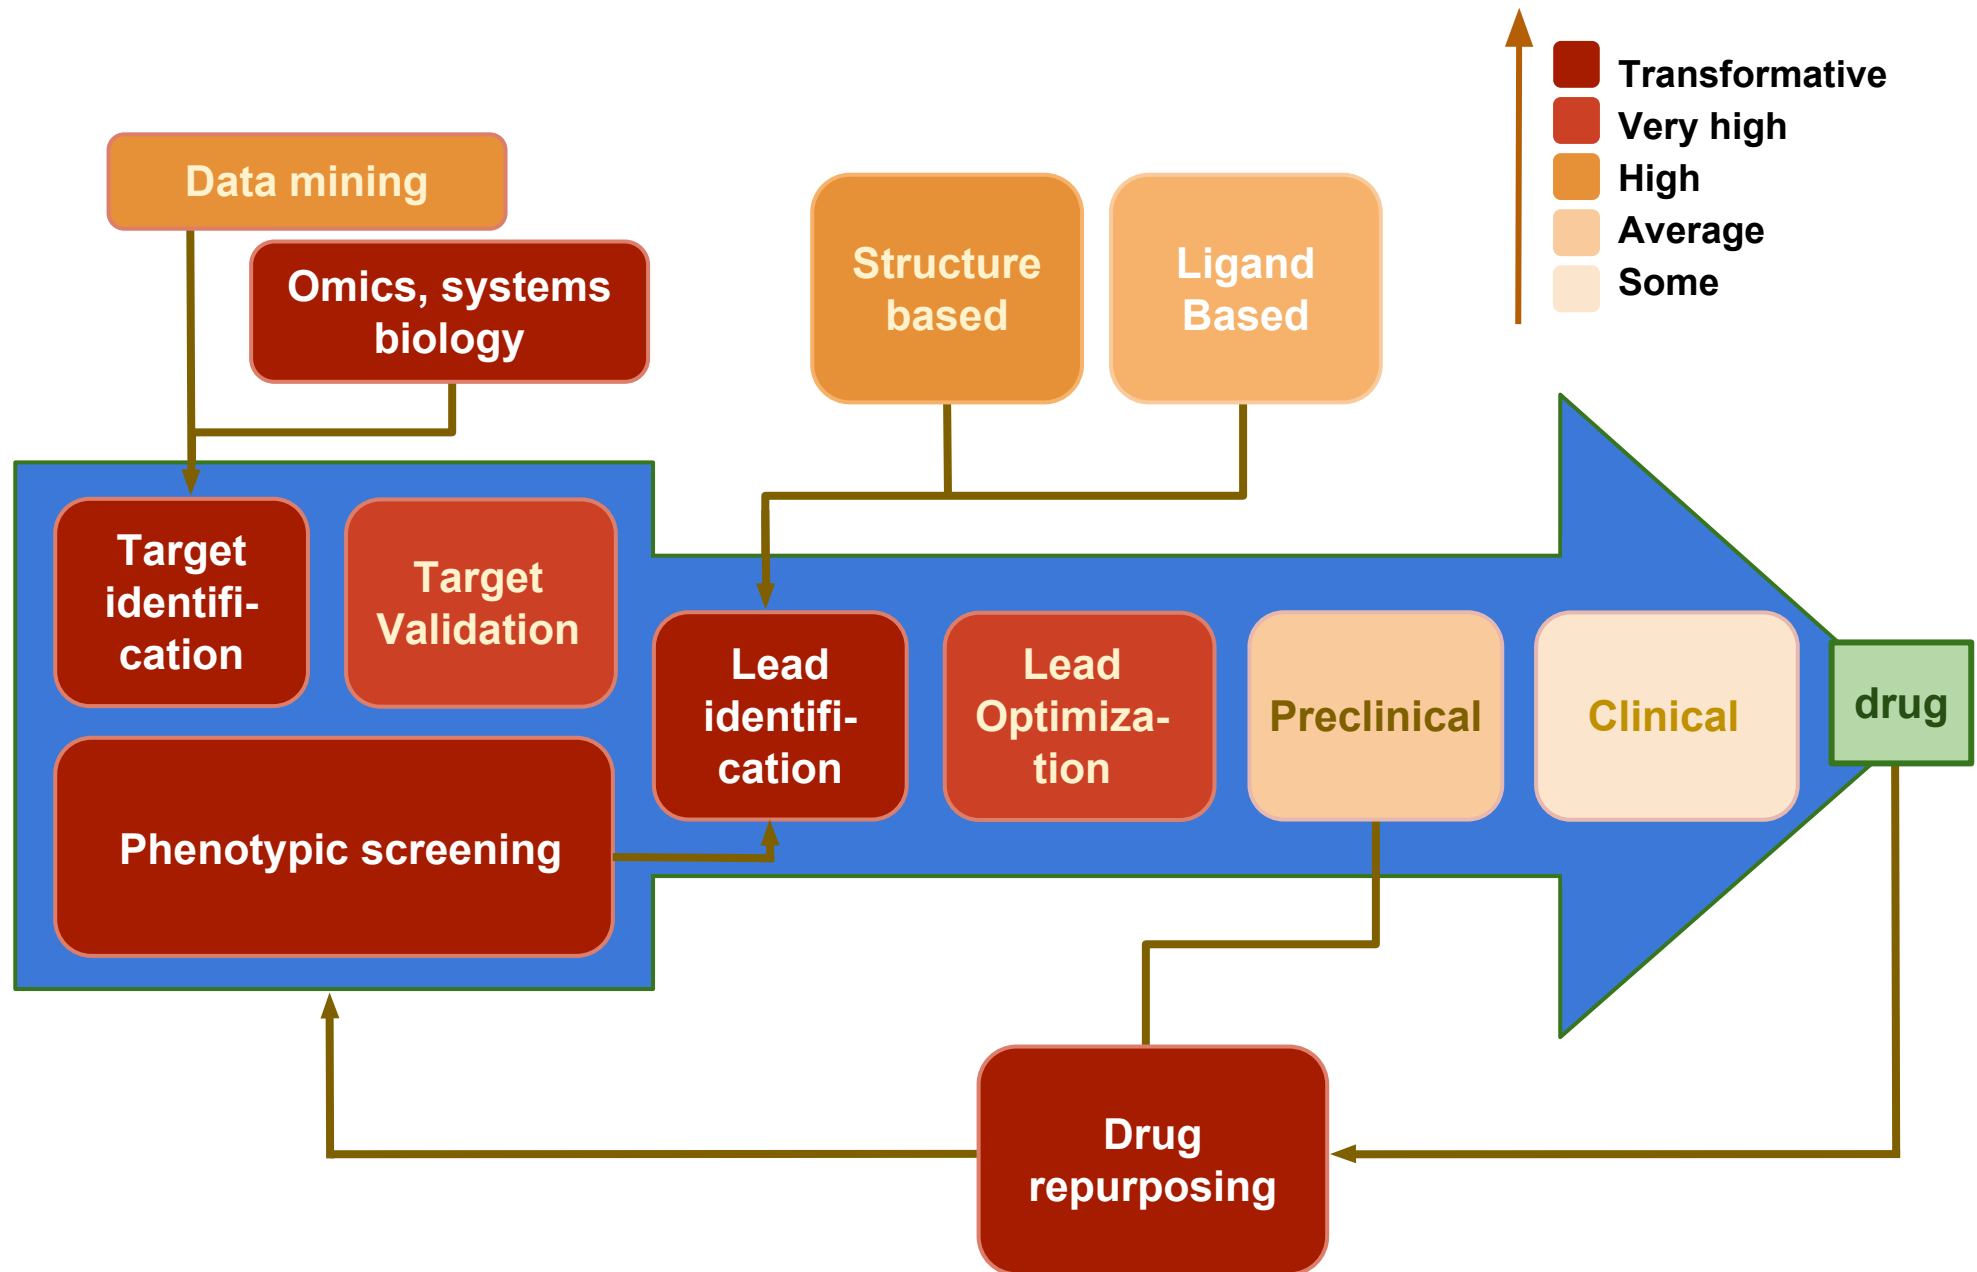 Transformative
Very high
High
Average
Some
Data mining
Omics, systems
biology
Structure
based
Ligand
Based
Target
identifi-
cation
Target
Validation
Phenotypic screening
Lead
identifi-
cation
Lead
Optimiza-
tion
Preclinical
Clinical
drug
Drug
repurposing